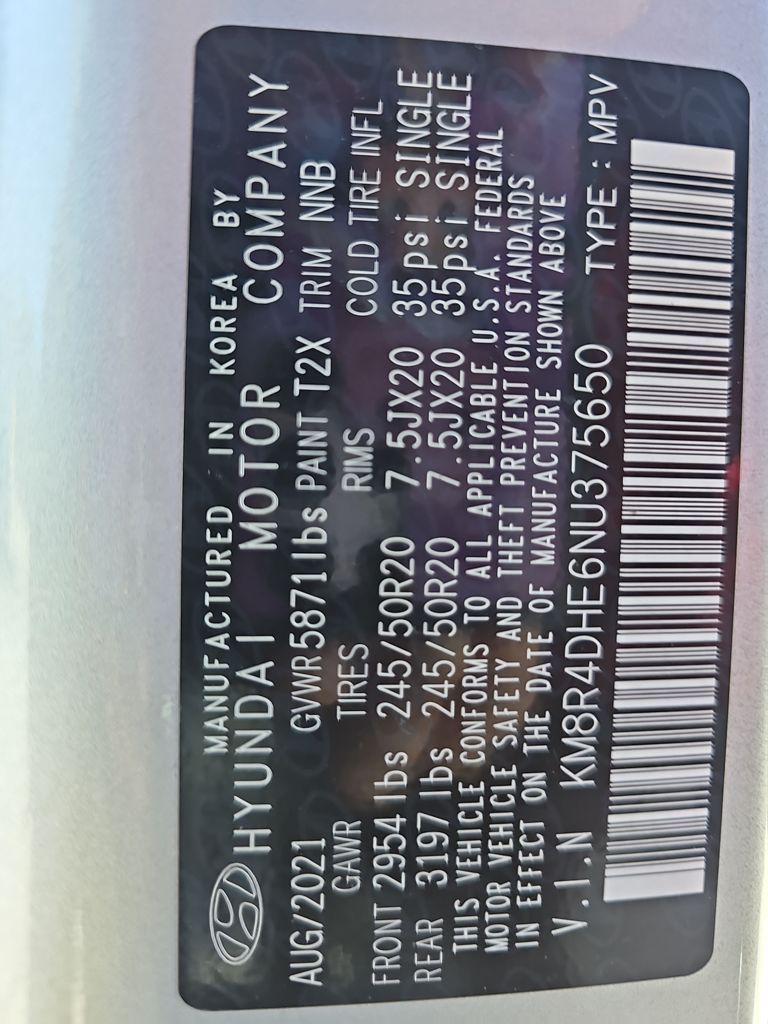 MANUFACTURED IN KOREA BY
HYUNDAI MOTOR COMPANY
AUG/2021 GVWR 5871lbs PAINT T2X TRIM NNB
GAWR TIRES RIMS COLD TIRE INFL
FRONT 2954 lbs 245/50R20 7.5JX20 35psi SINGLE
REAR 3197 lbs 245/50R20 7.5JX20 35psi SINGLE
THIS VEHICLE CONFORMS TO ALL APPLICABLE U.S.A. FEDERAL
MOTOR VEHICLE SAFETY AND THEFT PREVENTION STANDARDS
IN EFFECT ON THE DATE OF MANUFACTURE SHOWN ABOVE
V.I.N KM8R4DHE6NU375650 TYPE : MPV